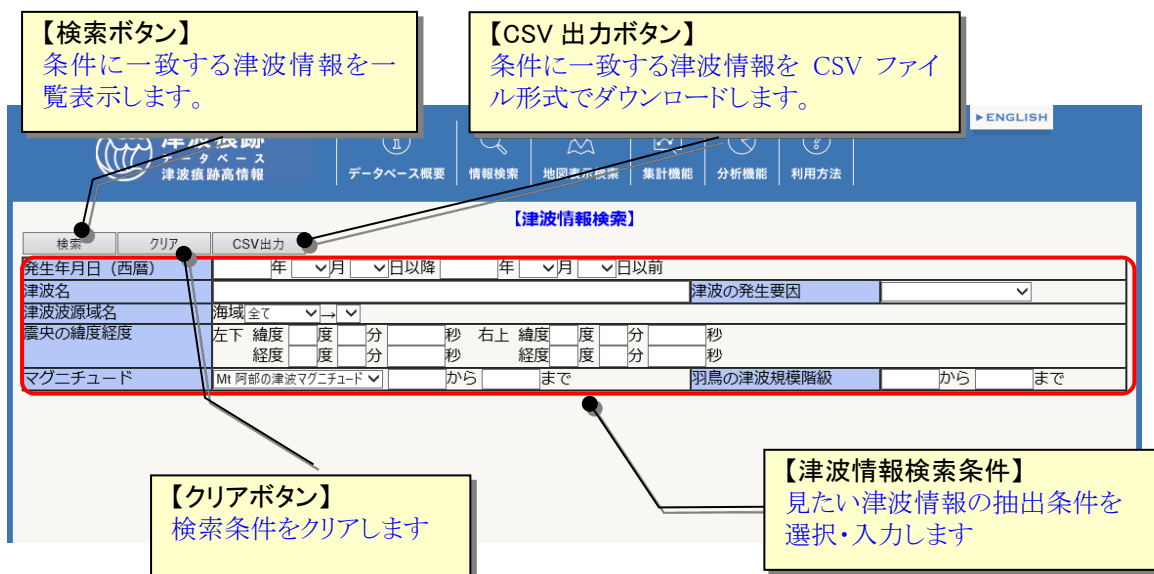 【検索ボタン】
条件に一致する津波情報を一
覧表示します。
【CSV 出力ボタン】
条件に一致する津波情報を CSV ファイ
ル形式でダウンロードします。
▶ENGLISH
津波痕跡
データベース
津波痕跡高情報
データベース概要
情報検索
地図表示検索
集計機能
分析機能
利用方法
【津波情報検索】
検索 クリア CSV出力
発生年月日（西暦） 年 月 日以降 年 月 日以前
津波名 津波の発生要因
津波波源域名 海域 全て →
震央の緯度経度 左下 緯度 度 分 秒 右上 緯度 度 分 秒
経度 度 分 秒 経度 度 分 秒
マグニチュード Mt 阿部の津波マグニチュード から まで 羽鳥の津波規模階級 から まで
【クリアボタン】
検索条件をクリアします
【津波情報検索条件】
見たい津波情報の抽出条件を
選択・入力します